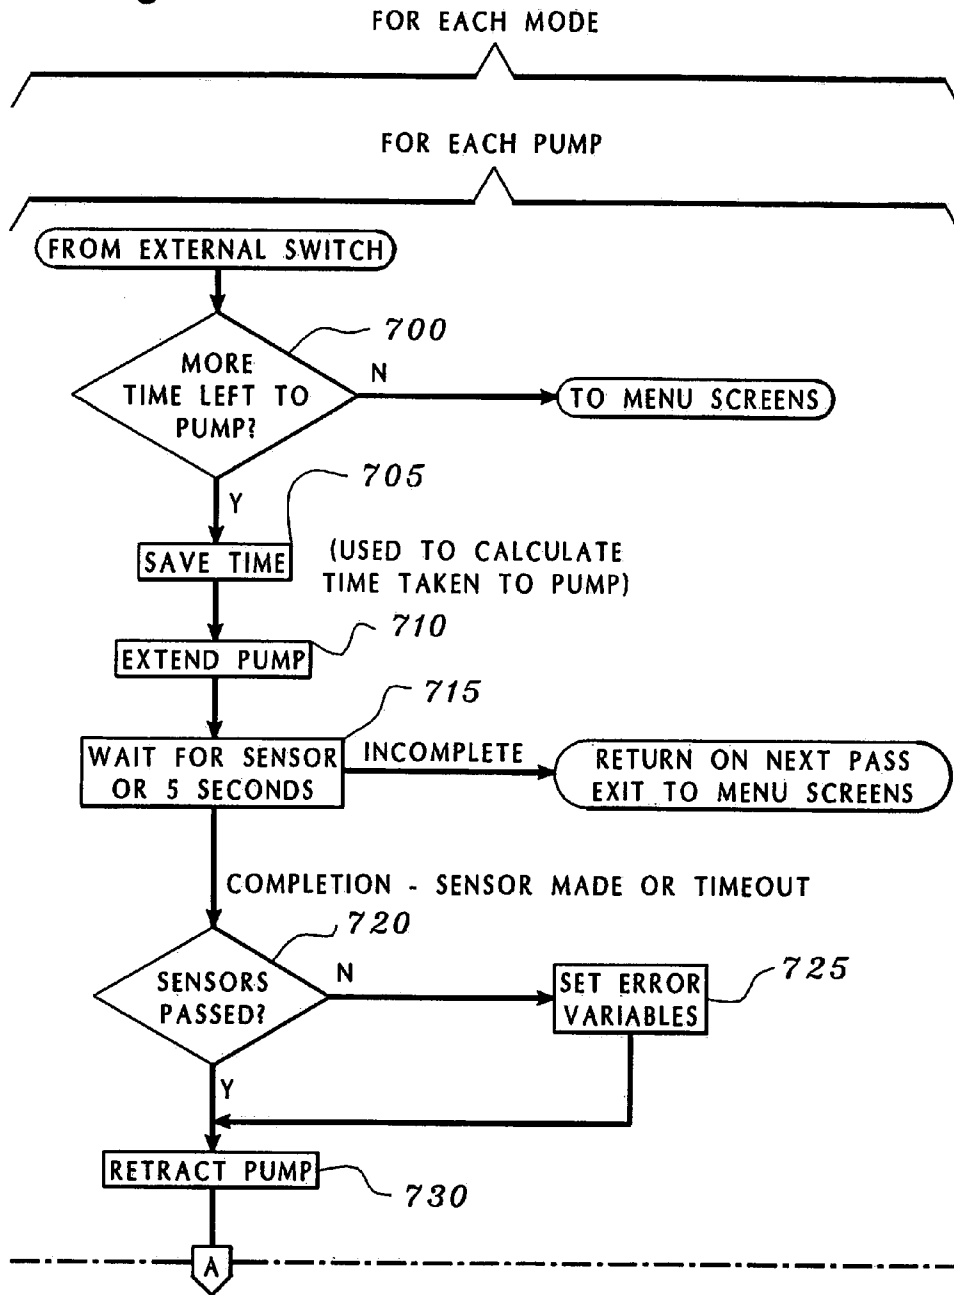 FOR EACH MODE
FOR EACH PUMP
FROM EXTERNAL SWITCH
700
MORE
TIME LEFT TO
PUMP?
N
TO MENU SCREENS
Y
705
SAVE TIME
(USED TO CALCULATE
TIME TAKEN TO PUMP)
710
EXTEND PUMP
715
WAIT FOR SENSOR
OR 5 SECONDS
INCOMPLETE
RETURN ON NEXT PASS
EXIT TO MENU SCREENS
COMPLETION - SENSOR MADE OR TIMEOUT
720
SENSORS
PASSED?
N
SET ERROR
VARIABLES
725
Y
RETRACT PUMP
730
A